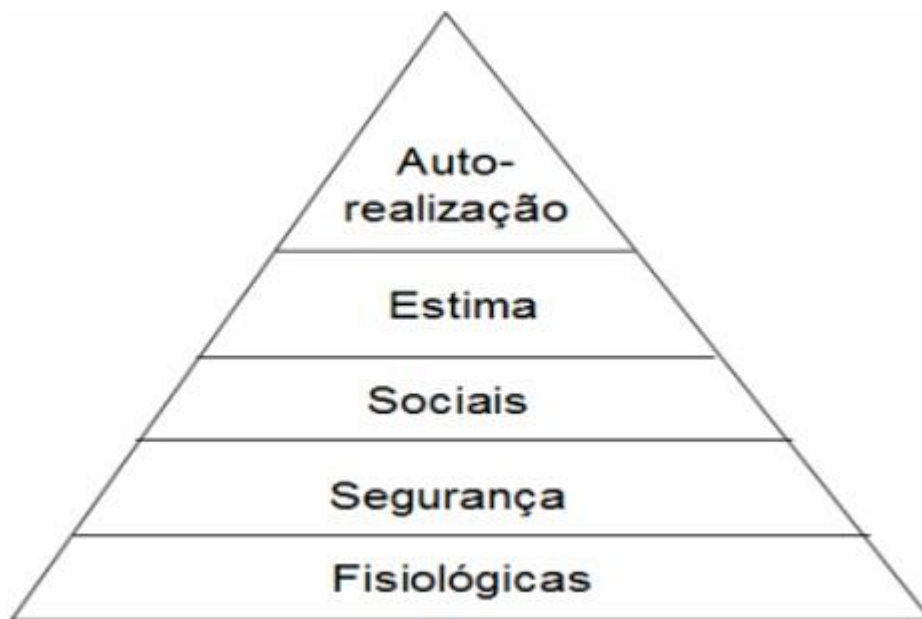 Auto-
realização
Estima
Sociais
Segurança
Fisiológicas